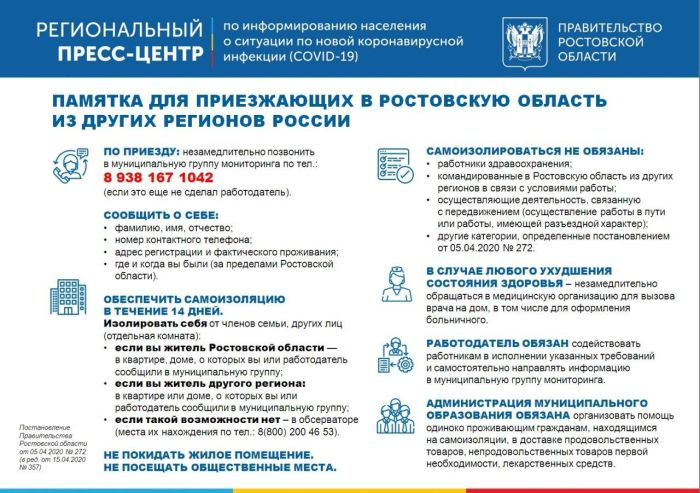 РЕГИОНАЛЬНЫЙ
ПРЕСС-ЦЕНТР
по информированию населения
о ситуации по новой коронавирусной
инфекции (COVID-19)
ПРАВИТЕЛЬСТВО
РОСТОВСКОЙ
ОБЛАСТИ
ПАМЯТКА ДЛЯ ПРИЕЗЖАЮЩИХ В РОСТОВСКУЮ ОБЛАСТЬ
ИЗ ДРУГИХ РЕГИОНОВ РОССИИ
ПО ПРИЕЗДУ: незамедлительно позвонить
в муниципальную группу мониторинга по тел.:
8 938 167 1042
(если это еще не сделал работодатель).
СООБЩИТЬ О СЕБЕ:
• фамилию, имя, отчество;
• номер контактного телефона;
• адрес регистрации и фактического проживания;
• где и когда вы были (за пределами Ростовской
области).
ОБЕСПЕЧИТЬ САМОИЗОЛЯЦИЮ
В ТЕЧЕНИЕ 14 ДНЕЙ.
Изолировать себя от членов семьи, других лиц
(отдельная комната):
• если вы житель Ростовской области —
в квартире, доме, о которых вы или работодатель
сообщили в муниципальную группу;
• если вы житель другого региона:
в квартире или доме, о которых вы или
работодатель сообщили в муниципальную группу;
• если такой возможности нет – в обсерваторе
(места их нахождения по тел.: 8(800) 200 46 53).
НЕ ПОКИДАТЬ ЖИЛОЕ ПОМЕЩЕНИЕ.
НЕ ПОСЕЩАТЬ ОБЩЕСТВЕННЫЕ МЕСТА.
Постановление
Правительства
Ростовской области
от 05.04.2020 № 272
(в ред. от 15.04.2020
№ 357)
САМОИЗОЛИРОВАТЬСЯ НЕ ОБЯЗАНЫ:
• работники здравоохранения;
• командированные в Ростовскую область из других
регионов в связи с условиями работы;
• осуществляющие деятельность, связанную
с передвижением (осуществление работы в пути
или работы, имеющей разъездной характер);
• другие категории, определенные постановлением
от 05.04.2020 № 272.
В СЛУЧАЕ ЛЮБОГО УХУДШЕНИЯ
СОСТОЯНИЯ ЗДОРОВЬЯ – незамедлительно
обращаться в медицинскую организацию для вызова
врача на дом, в том числе для оформления
больничного.
РАБОТОДАТЕЛЬ ОБЯЗАН содействовать
работникам в исполнении указанных требований
и самостоятельно направлять информацию
в муниципальную группу мониторинга.
АДМИНИСТРАЦИЯ МУНИЦИПАЛЬНОГО
ОБРАЗОВАНИЯ ОБЯЗАНА организовать помощь
одиноко проживающим гражданам, находящимся
на самоизоляции, в доставке продовольственных
товаров, непродовольственных товаров первой
необходимости, лекарственных средств.